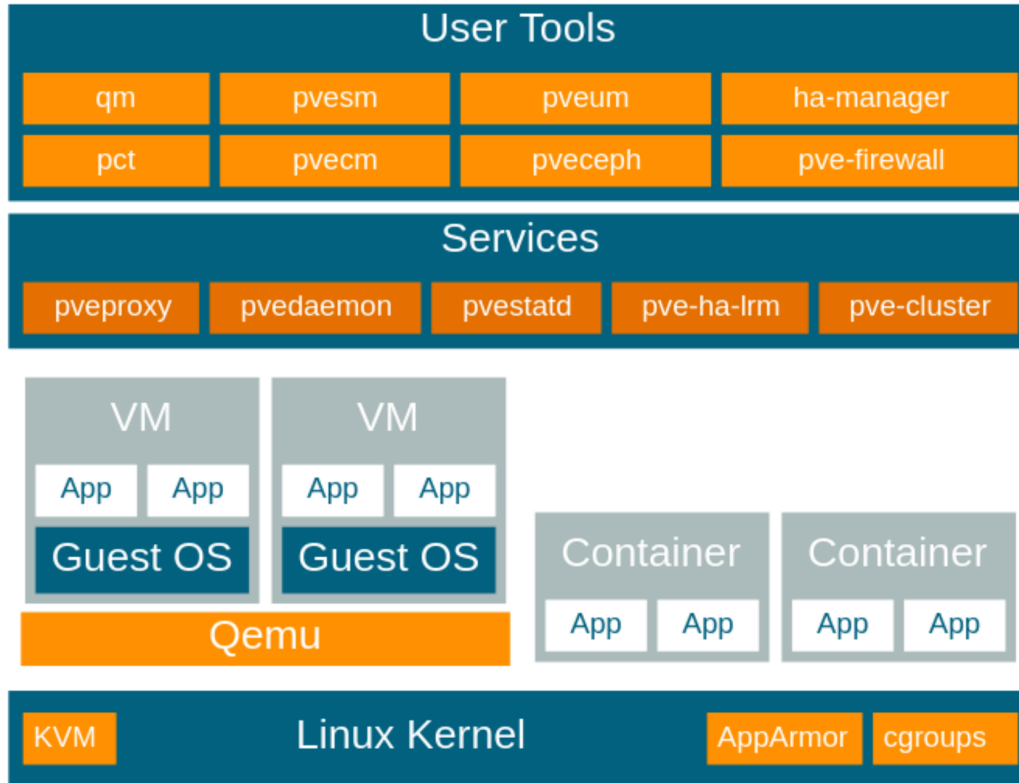 User Tools
qm pvesm pveum ha-manager
pct pvecm pveceph pve-firewall
Services
pveproxy pvedaemon pvestatd pve-ha-lrm pve-cluster
VM VM
App App App App
Guest OS Guest OS
Container Container
Qemu
App App App App
KVM Linux Kernel AppArmor cgroups